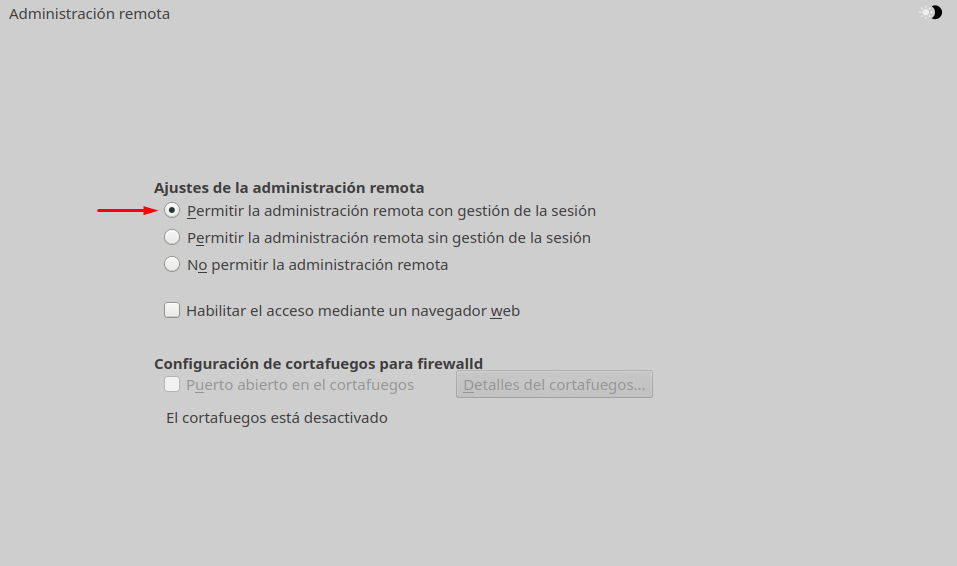 Administración remota
Ajustes de la administración remota
Permitir la administración remota con gestión de la sesión
Permitir la administración remota sin gestión de la sesión
No permitir la administración remota
Habilitar el acceso mediante un navegador web
Configuración de cortafuegos para firewalld
Puerto abierto en el cortafuegos Detalles del cortafuegos...
El cortafuegos está desactivado